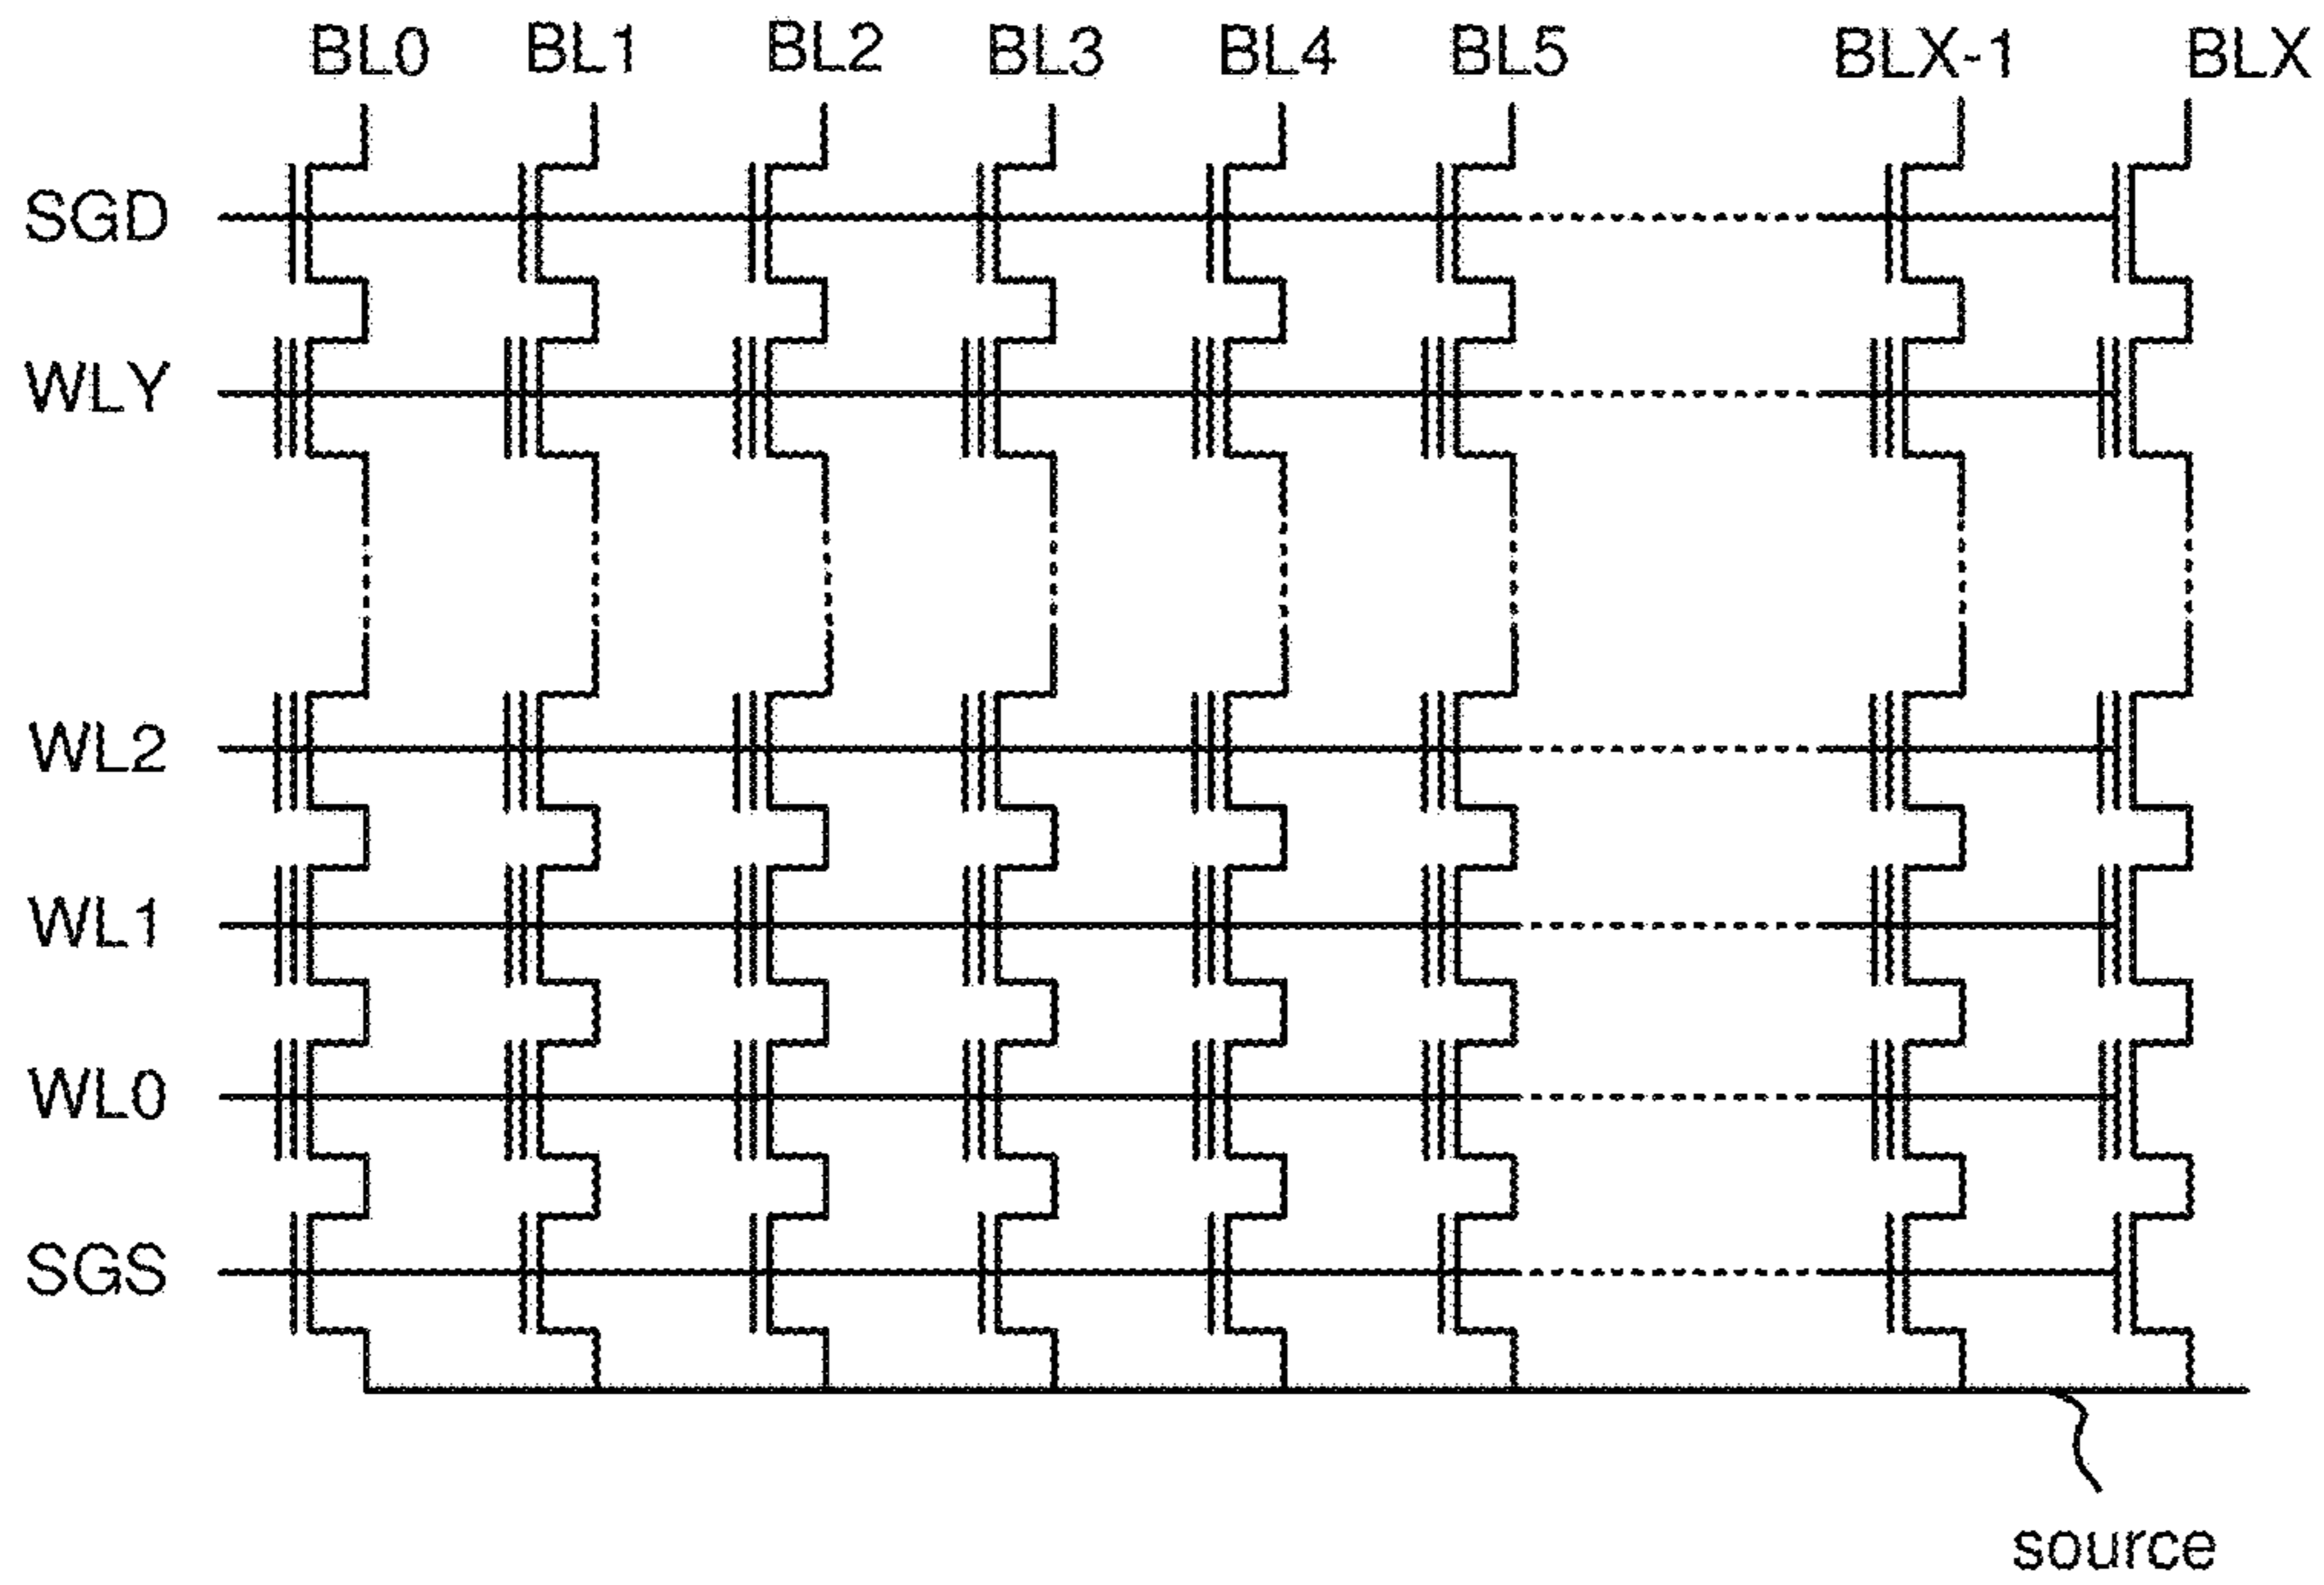 BL0 BL1 BL2 BL3 BL4 BL5 BLX-1 BLX
SGD
WLY
WL2
WL1
WL0
SGS
source